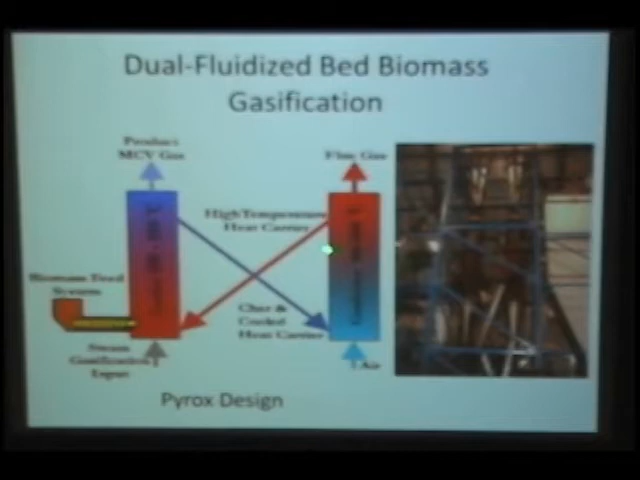 Dual-Fluidized Bed Biomass
Gasification
Product
MCV Gas
Flue Gas
High Temperature
Heat Carrier
Biomass Feed
System
Char &
Cooled
Heat Carrier
Steam
Gasification
Input
Air
Pyrox Design